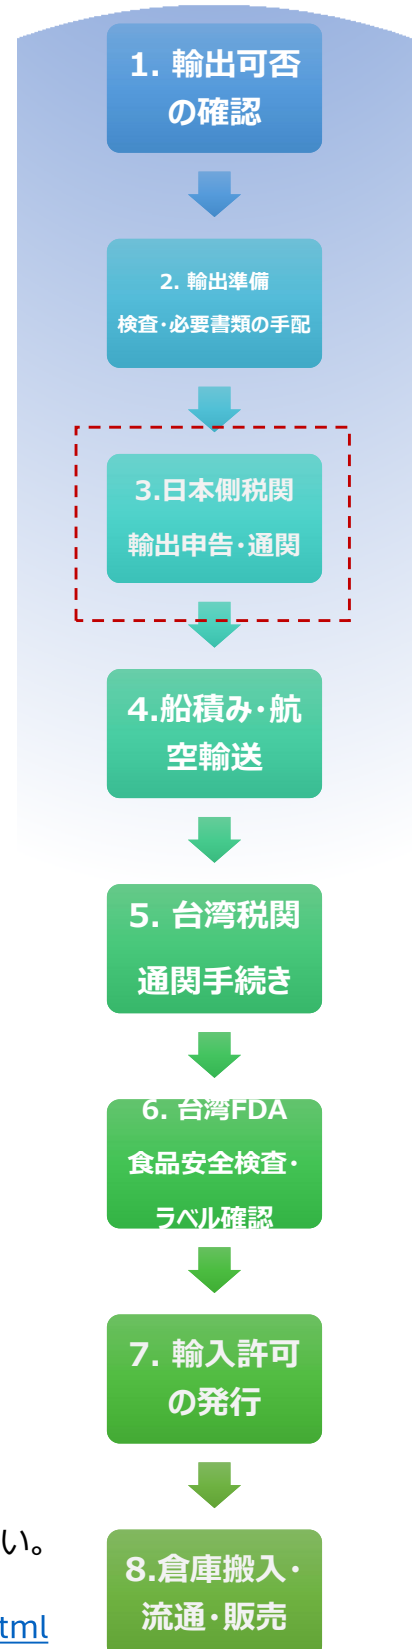 1. 輸出可否
の確認
2. 輸出準備
検査・必要書類の手配
3.日本側税関
輸出申告・通関
4.船積み・航
空輸送
5. 台湾税関
通関手続き
6. 台湾FDA
食品安全検査・
ラベル確認
7. 輸入許可
の発行
い。
8.倉庫搬入・
流通・販売
tml